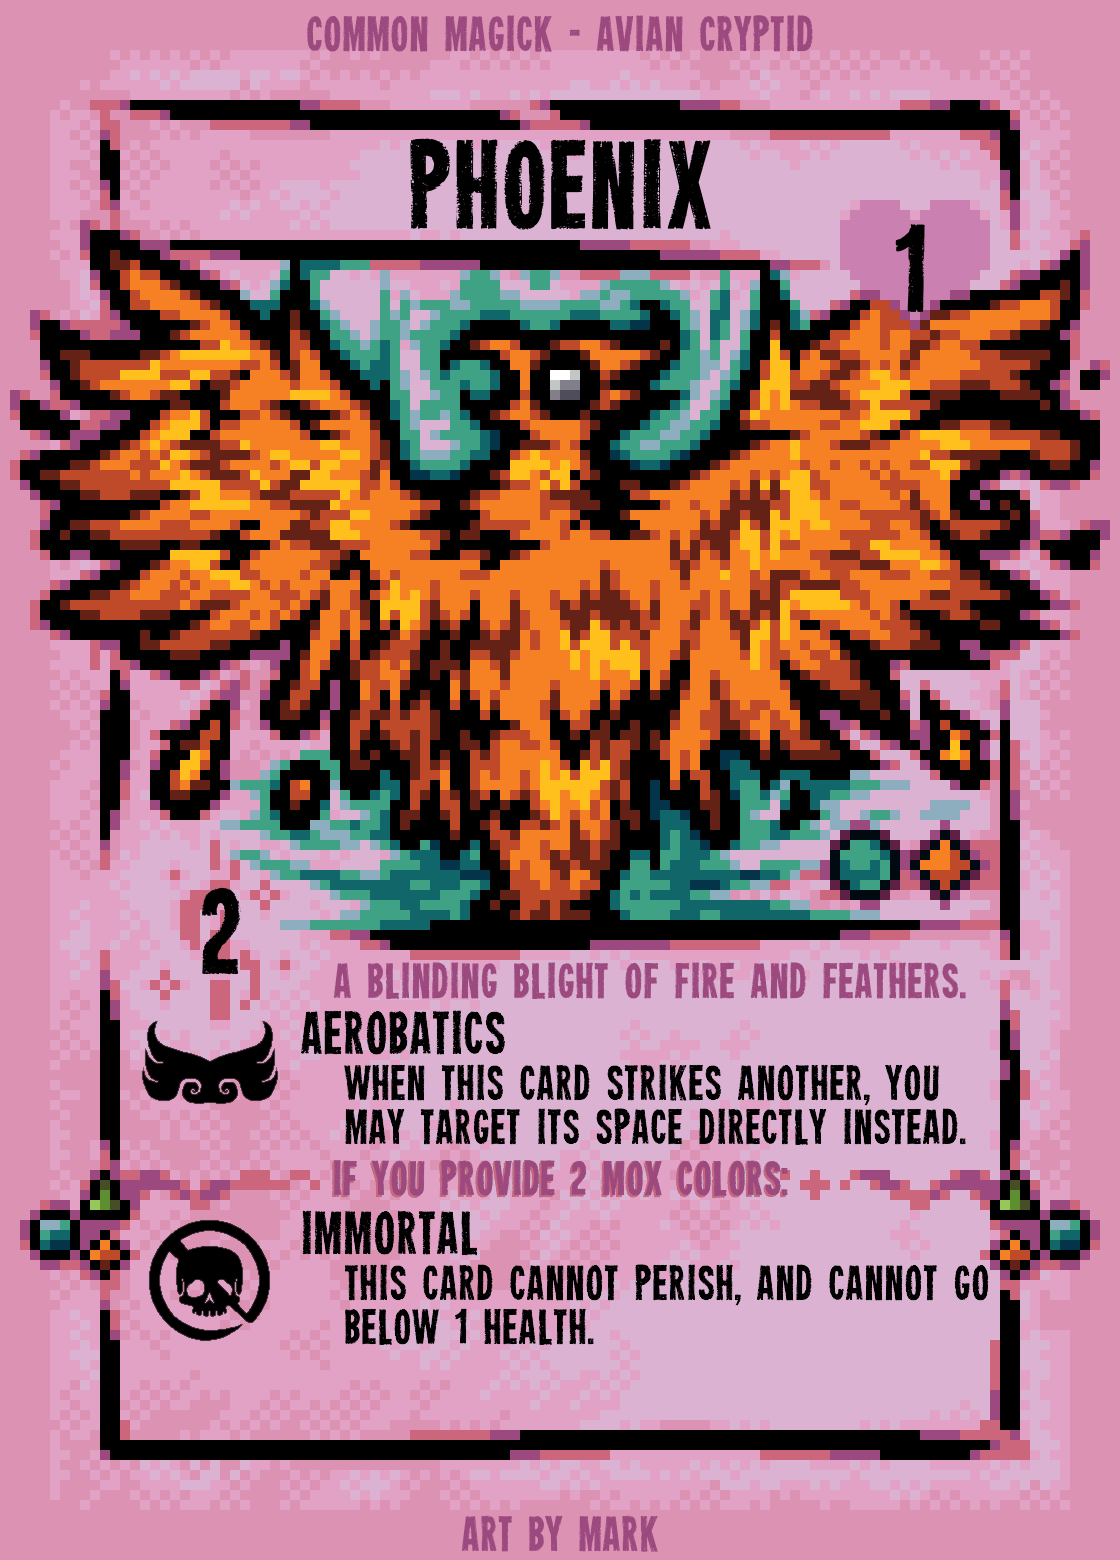 COMMON MAGICK - AVIAN CRYPTID
PHOENIX
1
2
A BLINDING BLIGHT OF FIRE AND FEATHERS.
AEROBATICS
WHEN THIS CARD STRIKES ANOTHER, YOU
MAY TARGET ITS SPACE DIRECTLY INSTEAD.
IF YOU PROVIDE 2 MOX COLORS:
IMMORTAL
THIS CARD CANNOT PERISH, AND CANNOT GO
BELOW 1 HEALTH.
ART BY MARK